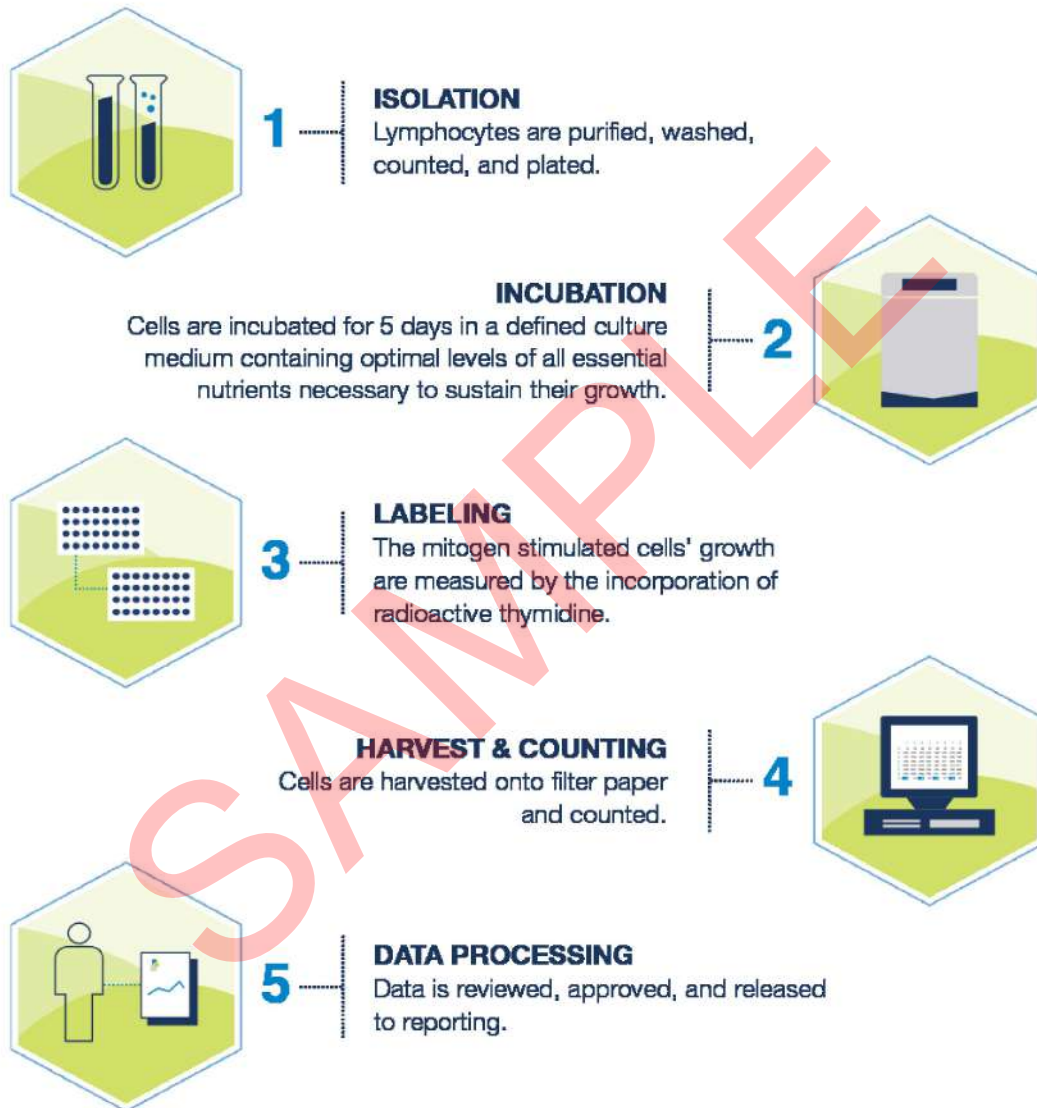 1
ISOLATION
Lymphocytes are purified, washed,
counted, and plated.
INCUBATION
Cells are incubated for 5 days in a defined culture
medium containing optimal levels of all essential
nutrients necessary to sustain their growth.
2
3
LABELING
The mitogen stimulated cells' growth
are measured by the incorporation of
radioactive thymidine.
HARVEST & COUNTING
Cells are harvested onto filter paper
and counted.
4
5
DATA PROCESSING
Data is reviewed, approved, and released
to reporting.
SAMPLE